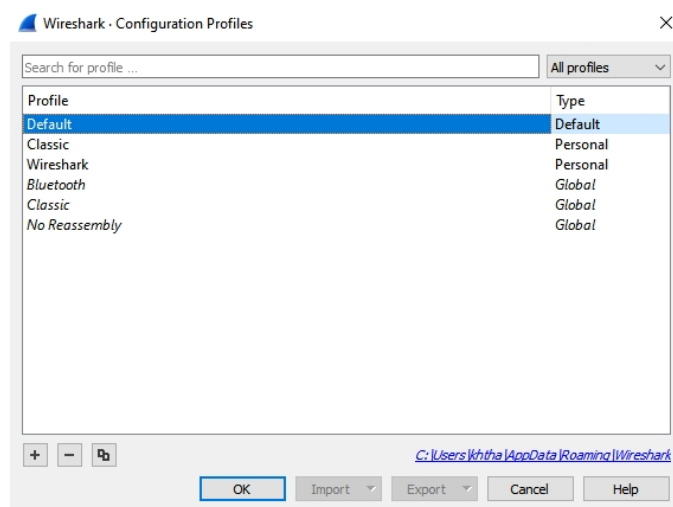 Wireshark · Configuration Profiles
Search for profile ... All profiles
Profile Type
Default Default
Classic Personal
Wireshark Personal
Bluetooth Global
Classic Global
No Reassembly Global
C:\Users\khtha\AppData\Roaming\Wireshark
OK Import Export Cancel Help